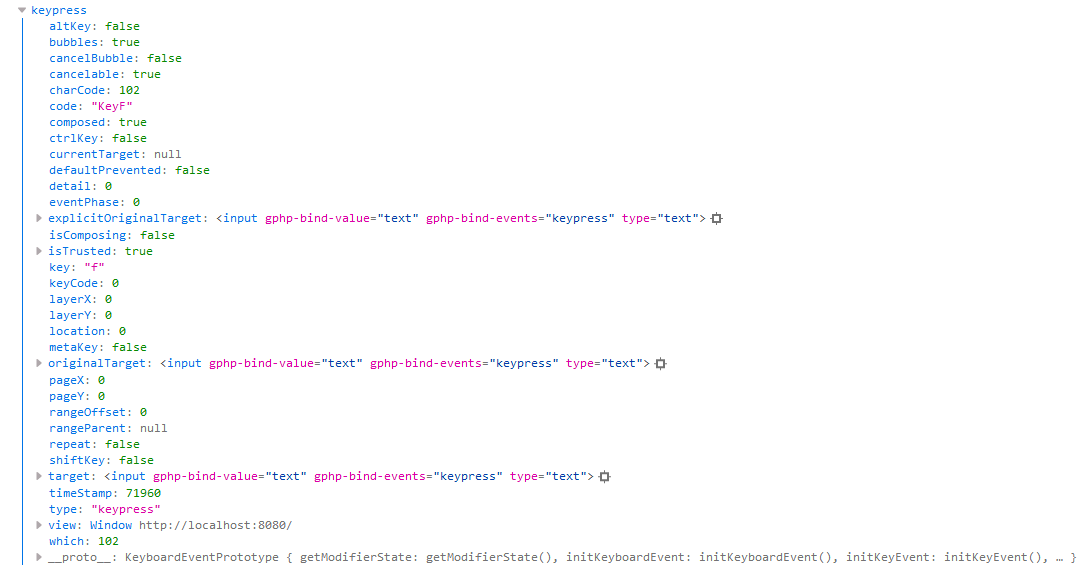 keypress
altKey: false
bubbles: true
cancelBubble: false
cancelable: true
charCode: 102
code: "KeyF"
composed: true
ctrlKey: false
currentTarget: null
defaultPrevented: false
detail: 0
eventPhase: 0
explicitOriginalTarget: <input gphp-bind-value="text" gphp-bind-events="keypress" type="text">
isComposing: false
isTrusted: true
key: "f"
keyCode: 0
layerX: 0
layerY: 0
location: 0
metaKey: false
originalTarget: <input gphp-bind-value="text" gphp-bind-events="keypress" type="text">
pageX: 0
pageY: 0
rangeOffset: 0
rangeParent: null
repeat: false
shiftKey: false
target: <input gphp-bind-value="text" gphp-bind-events="keypress" type="text">
timeStamp: 71960
type: "keypress"
view: Window http://localhost:8080/
which: 102
__proto__: KeyboardEventPrototype { getModifierState: getModifierState(), initKeyboardEvent: initKeyboardEvent(), initKeyEvent: initKeyEvent(), … }